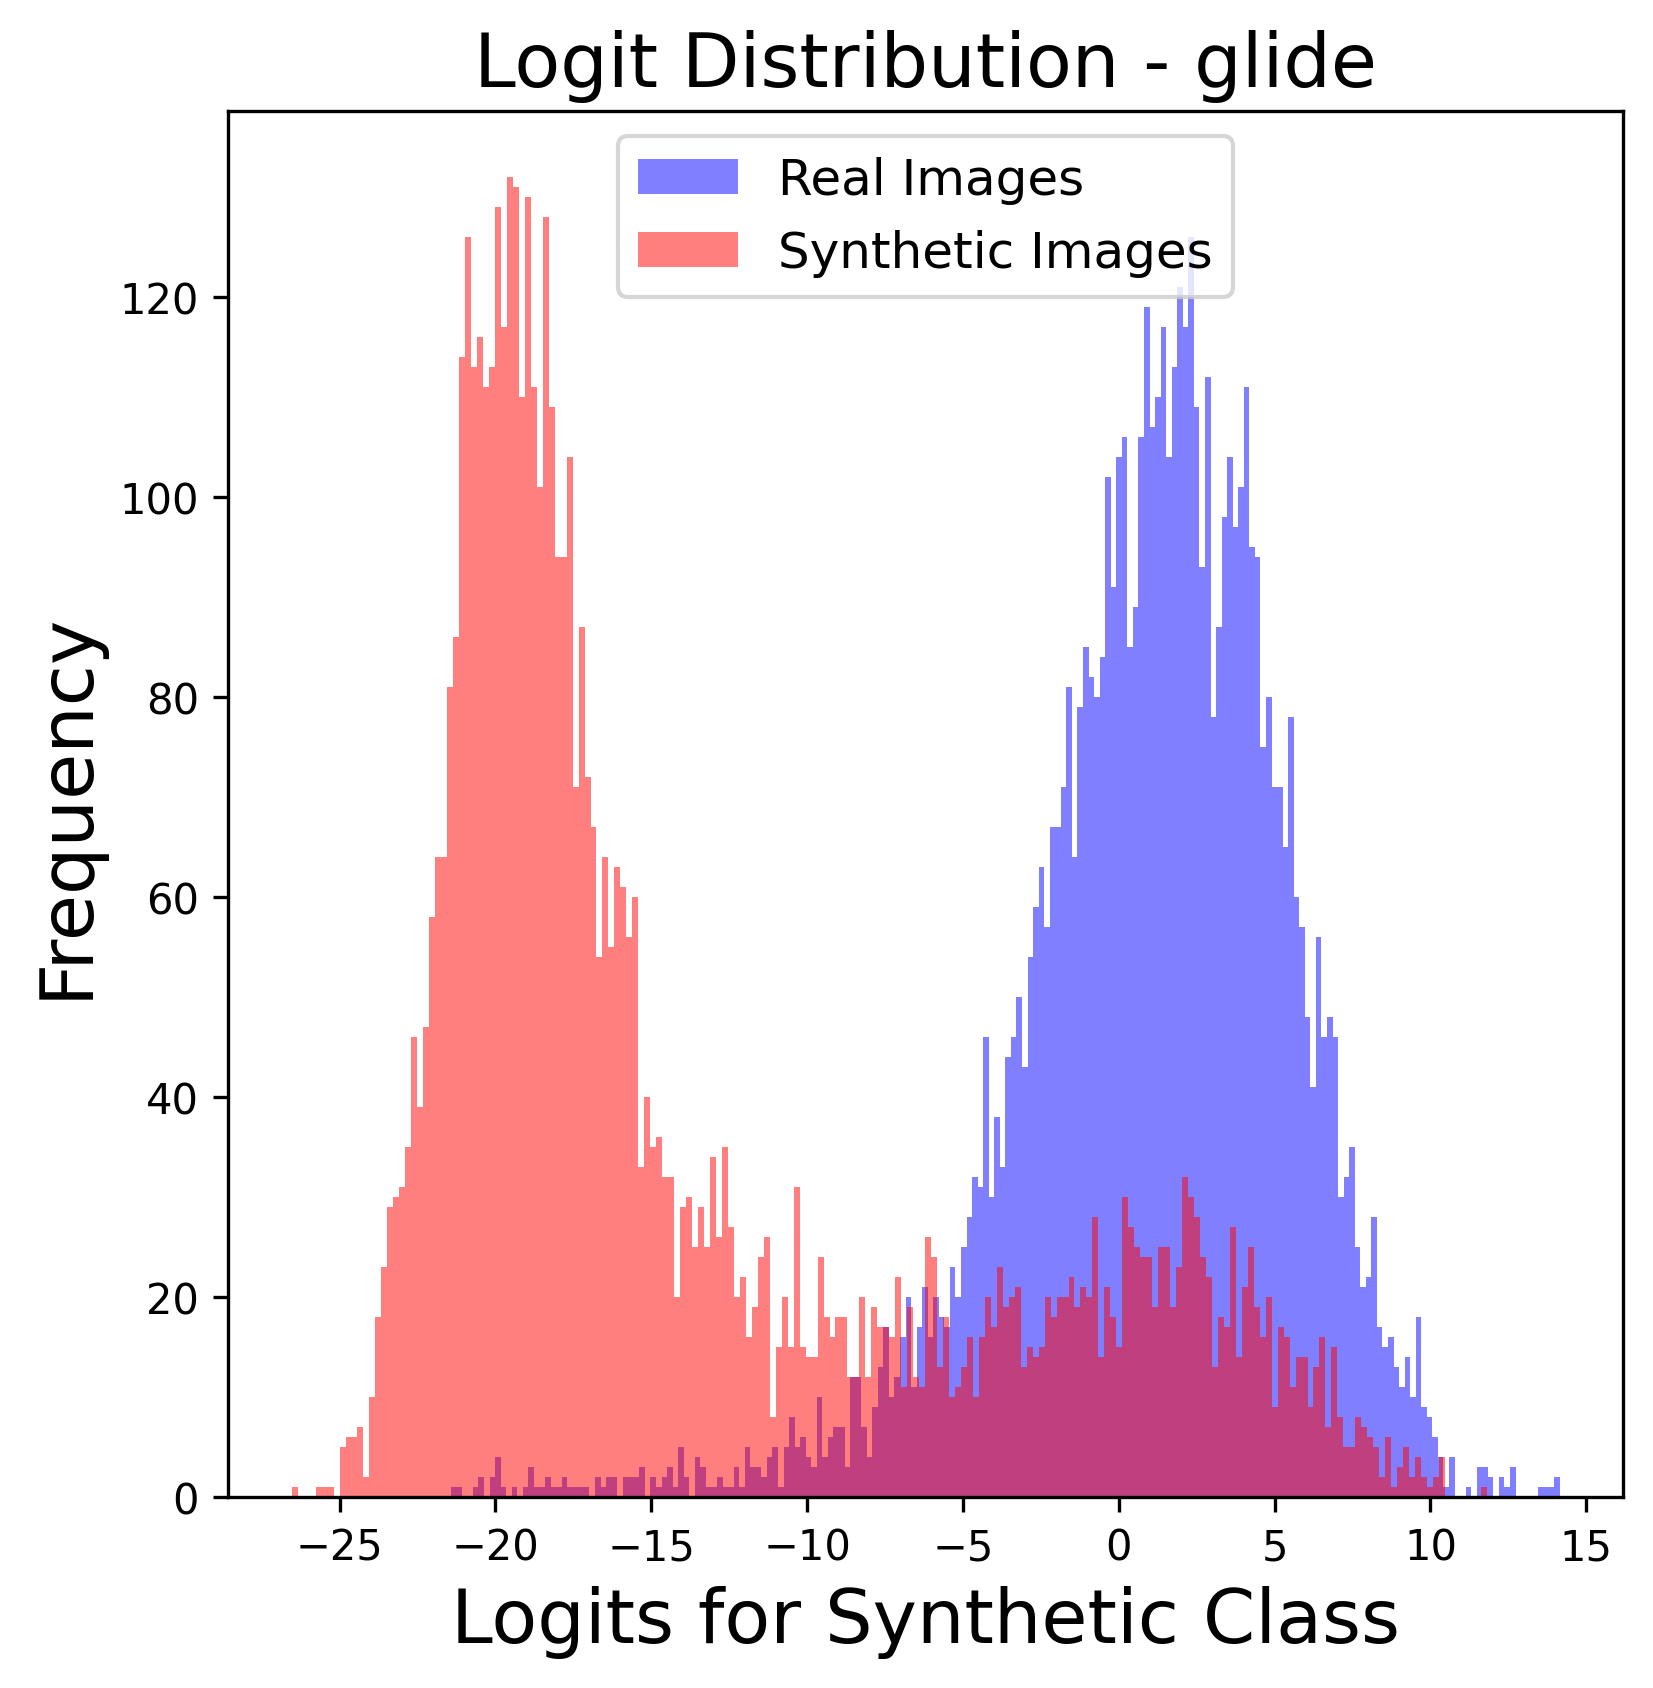 Logit Distribution - glide
Real Images
Synthetic Images
Frequency
120
100
80
60
40
20
0
−25 −20 −15 −10 −5 0 5 10 15
Logits for Synthetic Class